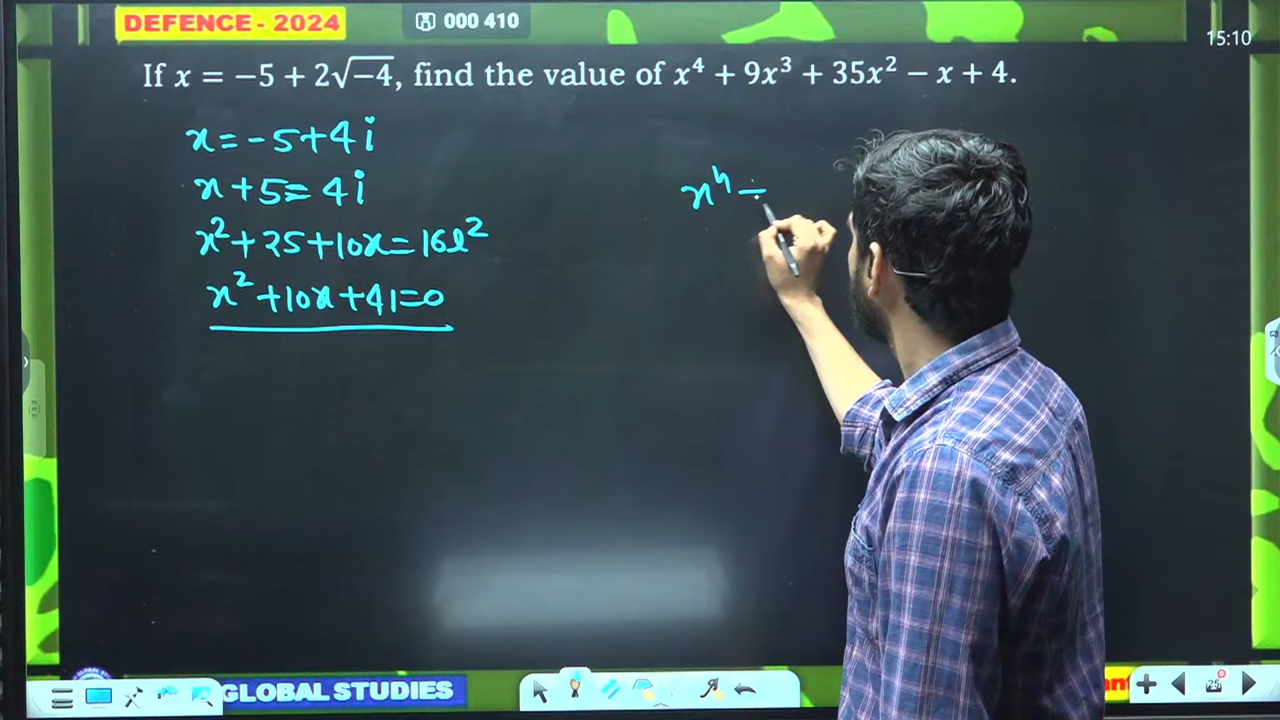 DEFENCE - 2024
000 410
15:10
If x = −5 + 2√−4, find the value of x⁴ + 9x³ + 35x² − x + 4.
x = -5+4i
x+5= 4i
x²+25+10x=16i²
x²+10x+41=0
x⁴ ÷
GLOBAL STUDIES